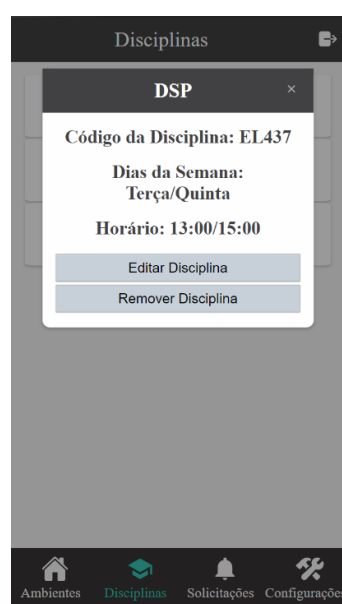 Disciplinas
DSP ×
Código da Disciplina: EL437
Dias da Semana:
Terça/Quinta
Horário: 13:00/15:00
Editar Disciplina
Remover Disciplina
Ambientes Disciplinas Solicitações Configurações